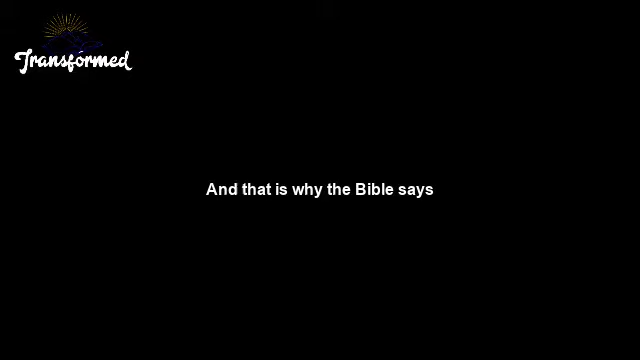 Transformed
And that is why the Bible says